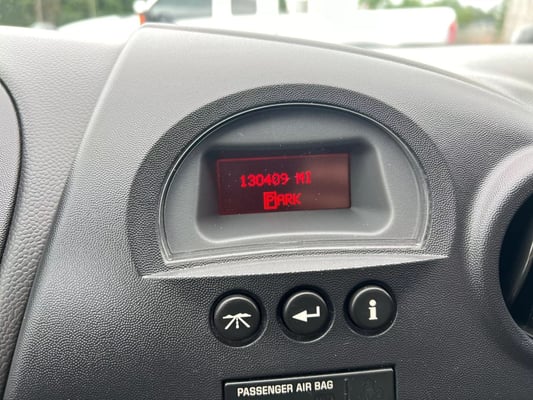 130409 MI
PARK
i
PASSENGER AIR BAG